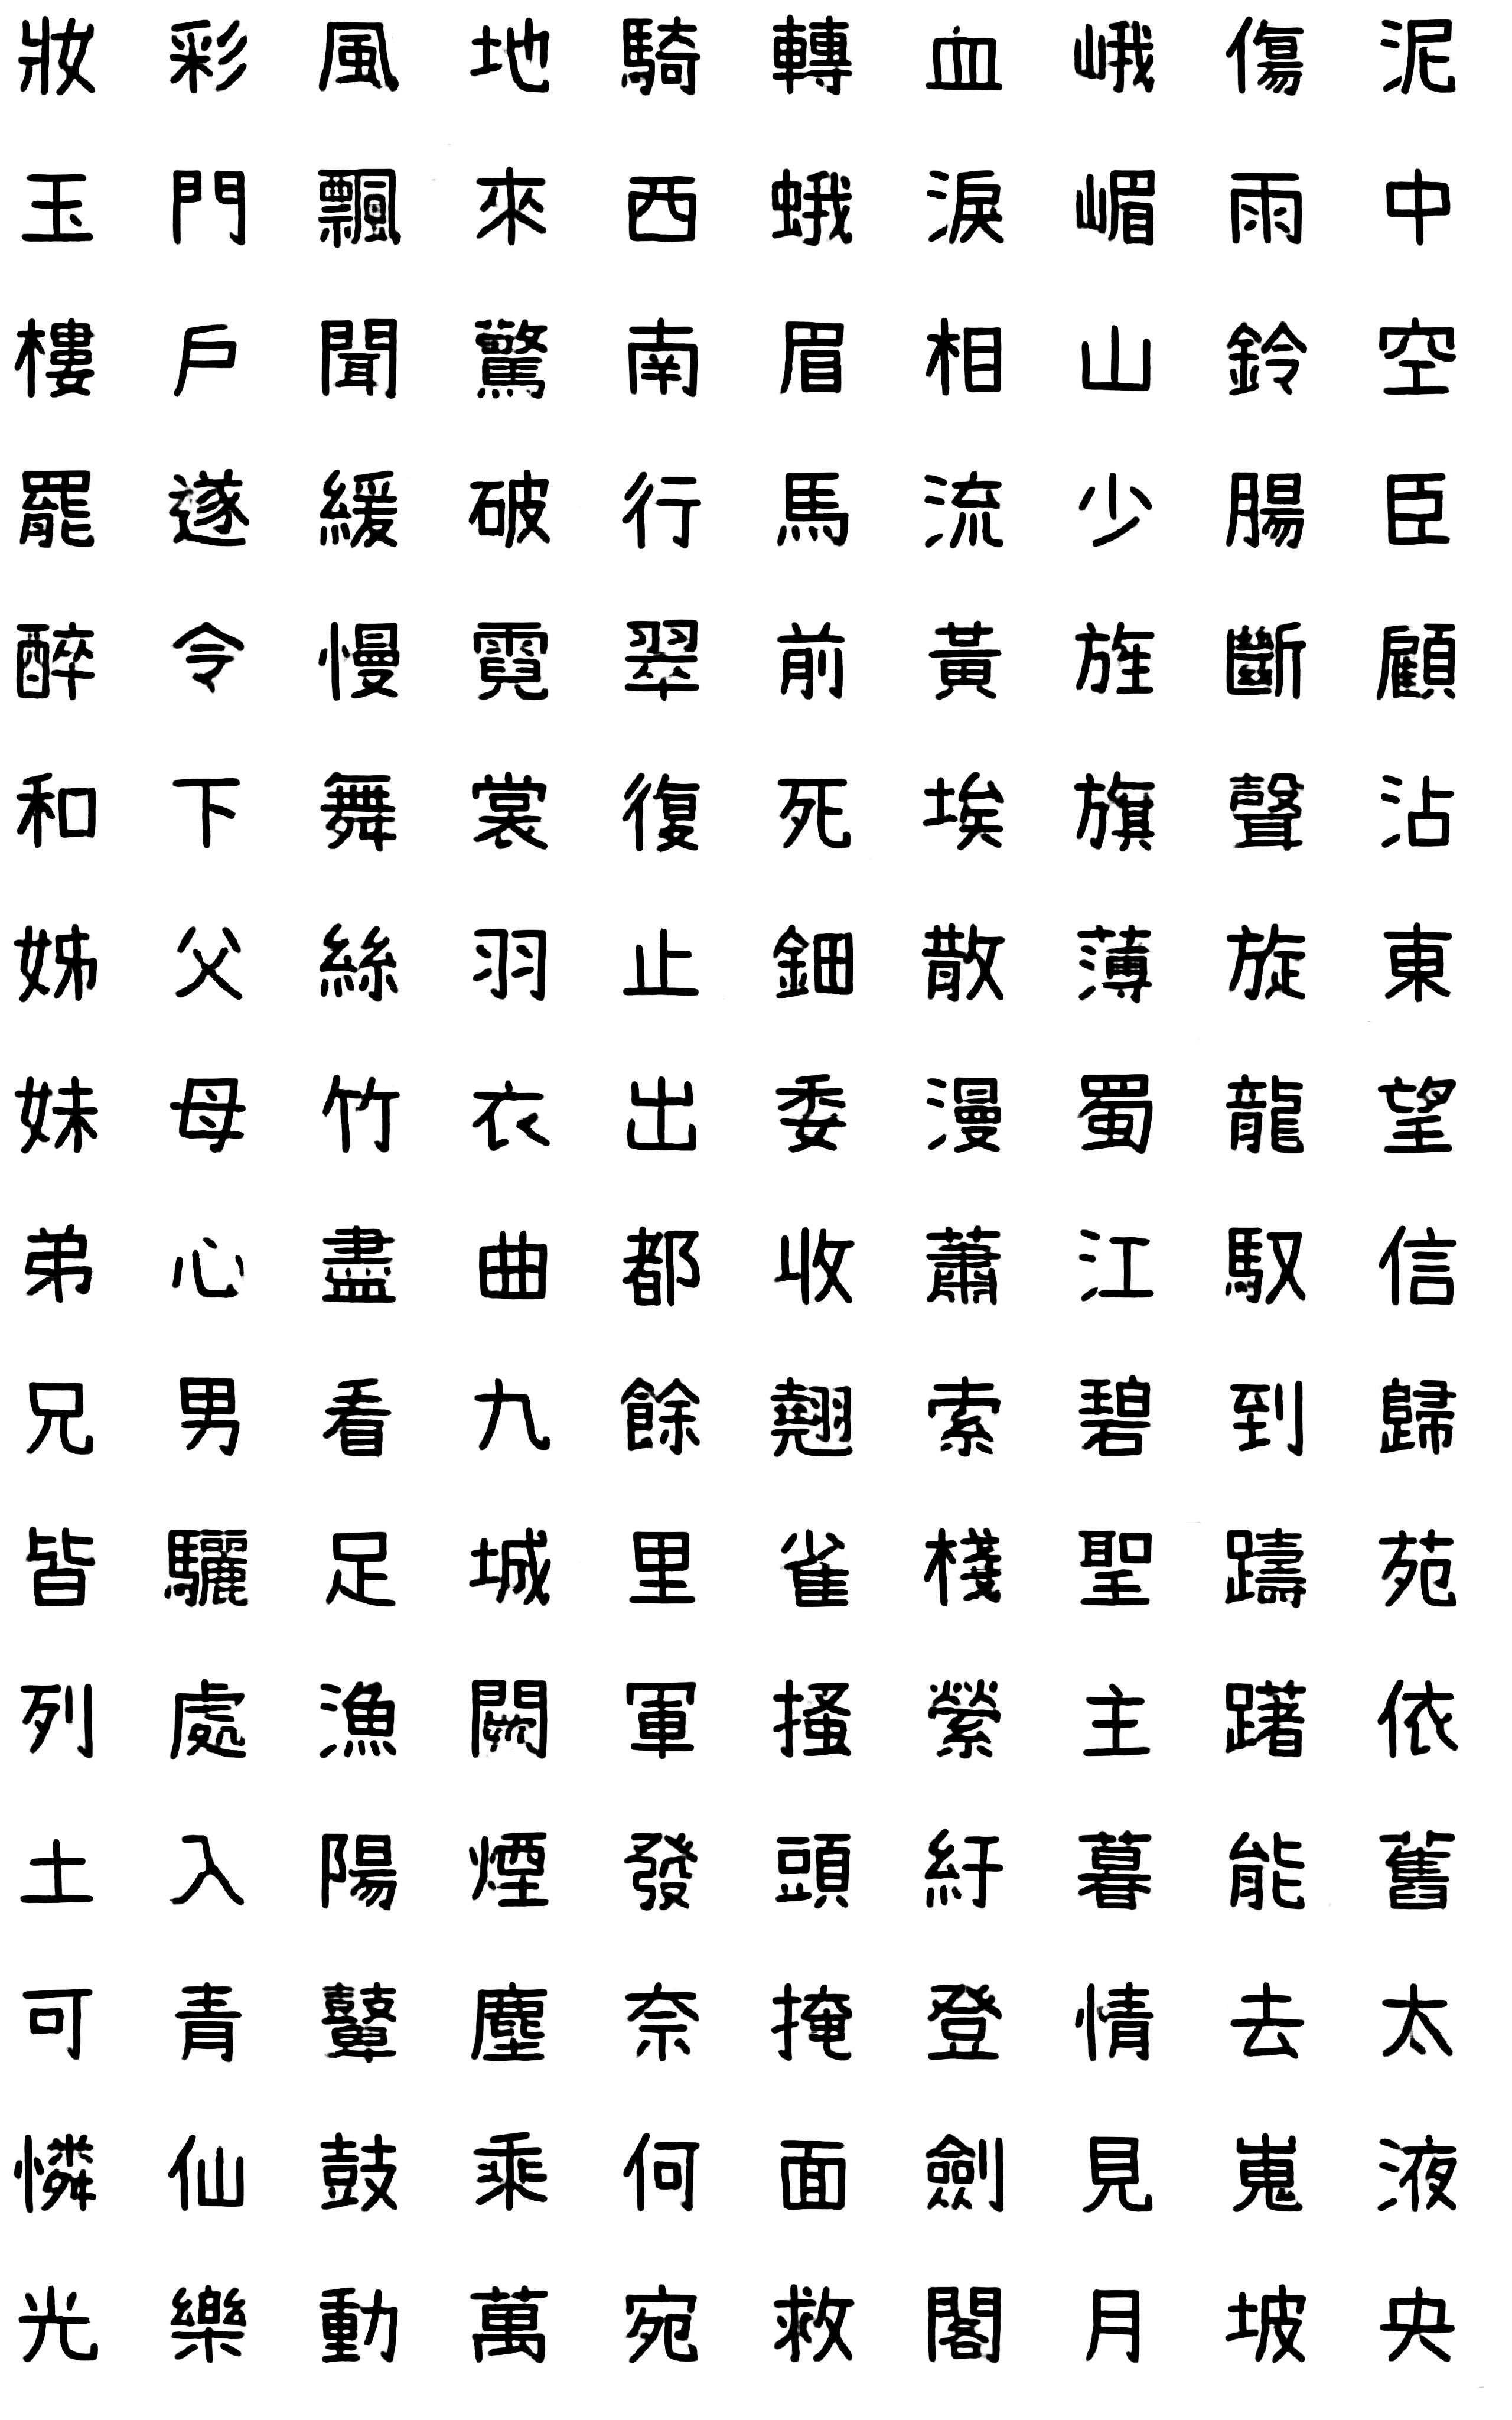 妝玉樓罷醉和姊妹弟兄皆列土可憐光
彩門戶遂令下父母心男驪處入青仙樂
風飄聞緩慢舞絲竹盡看足漁陽鼙鼓動
地來驚破霓裳羽衣曲九城闕煙塵乘萬
騎西南行翠復止出都餘里軍發奈何宛
轉蛾眉馬前死鈿委收翹雀搔頭掩面救
血淚相流黃埃散漫蕭索棧縈紆登劍閣
峨嵋山少旌旗薄蜀江碧聖主暮情見月
傷雨鈴腸斷聲旋龍馭到躊躇能去嵬坡
泥中空臣顧沾東望信歸苑依舊太液央